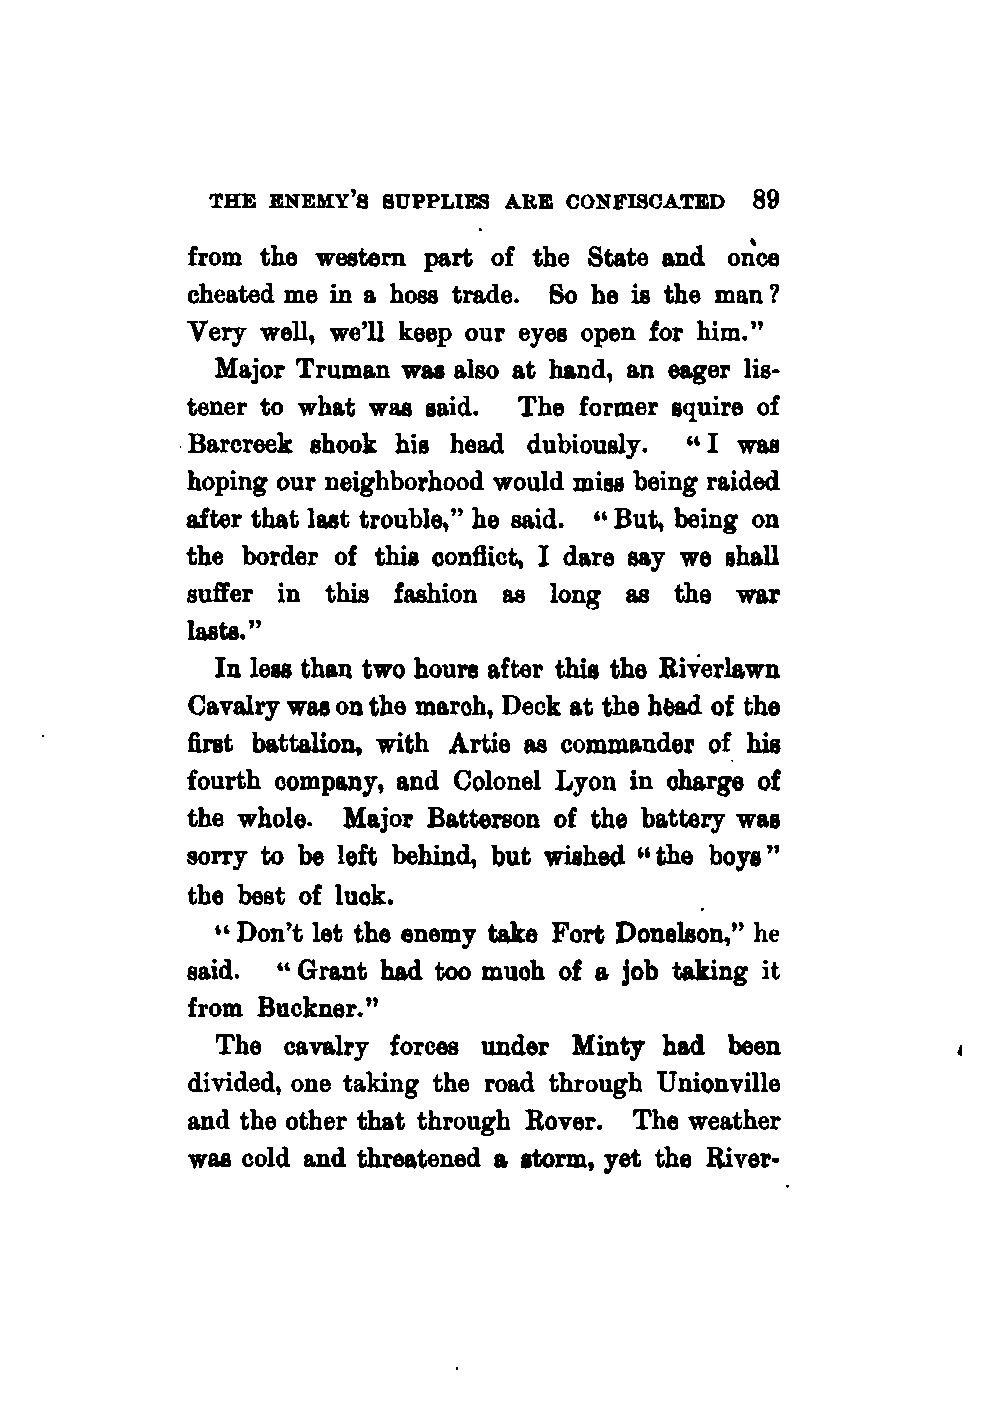 THE ENEMY'S SUPPLIES ARE CONFISCATED 89
from the western part of the State and once
cheated me in a hoss trade. So he is the man?
Very well, we'll keep our eyes open for him."
Major Truman was also at hand, an eager lis-
tener to what was said. The former squire of
Barcreek shook his head dubiously. "I was
hoping our neighborhood would miss being raided
after that last trouble," he said. "But, being on
the border of this conflict, I dare say we shall
suffer in this fashion as long as the war
lasts."
In less than two hours after this the Riverlawn
Cavalry was on the march, Deck at the head of the
first battalion, with Artie as commander of his
fourth company, and Colonel Lyon in charge of
the whole. Major Batterson of the battery was
sorry to be left behind, but wished "the boys"
the best of luck.
"Don't let the enemy take Fort Donelson," he
said. "Grant had too much of a job taking it
from Buckner."
The cavalry forces under Minty had been
divided, one taking the road through Unionville
and the other that through Rover. The weather
was cold and threatened a storm, yet the River-